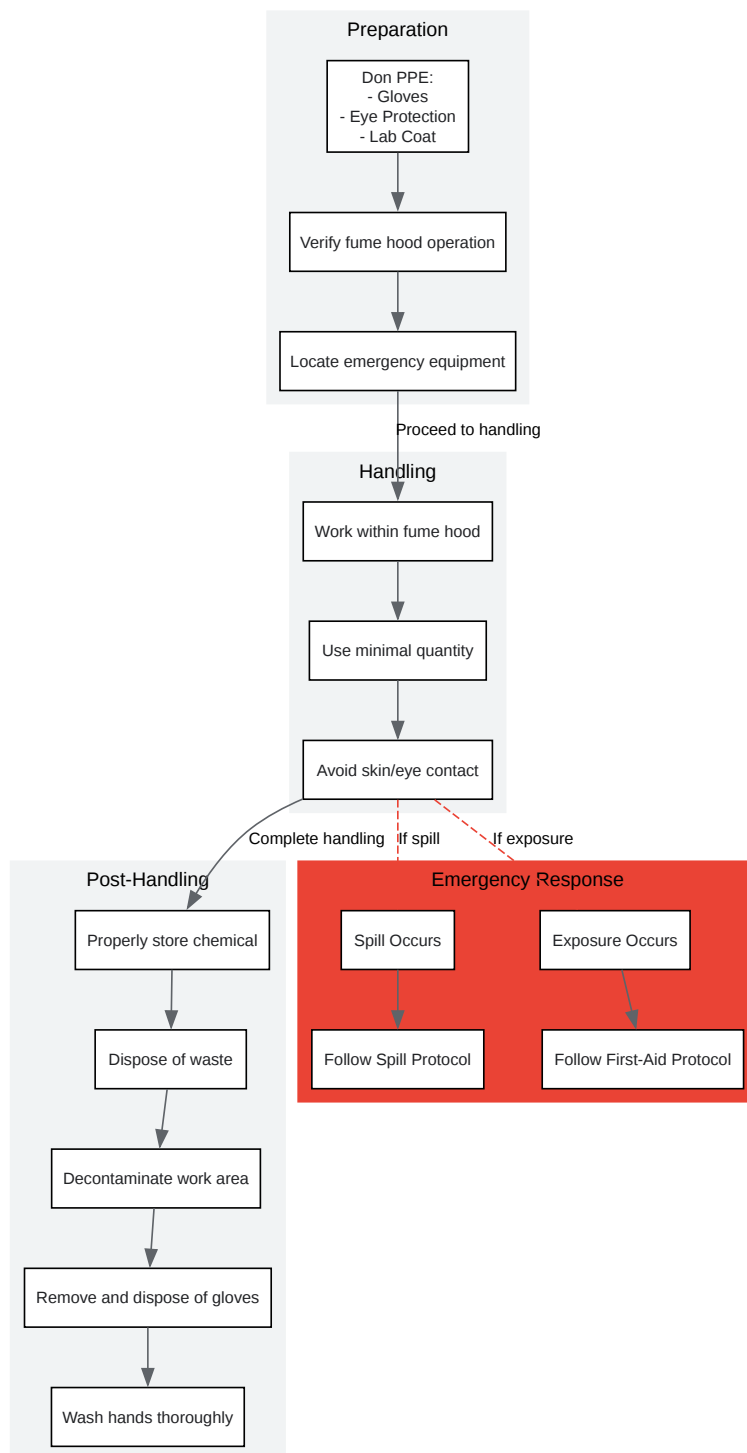 Preparation
Don PPE:
- Gloves
- Eye Protection
- Lab Coat
Verify fume hood operation
Locate emergency equipment
Proceed to handling
Handling
Work within fume hood
Use minimal quantity
Avoid skin/eye contact
Complete handling
If spill
If exposure
Post-Handling
Properly store chemical
Dispose of waste
Decontaminate work area
Remove and dispose of gloves
Wash hands thoroughly
Emergency Response
Spill Occurs
Exposure Occurs
Follow Spill Protocol
Follow First-Aid Protocol